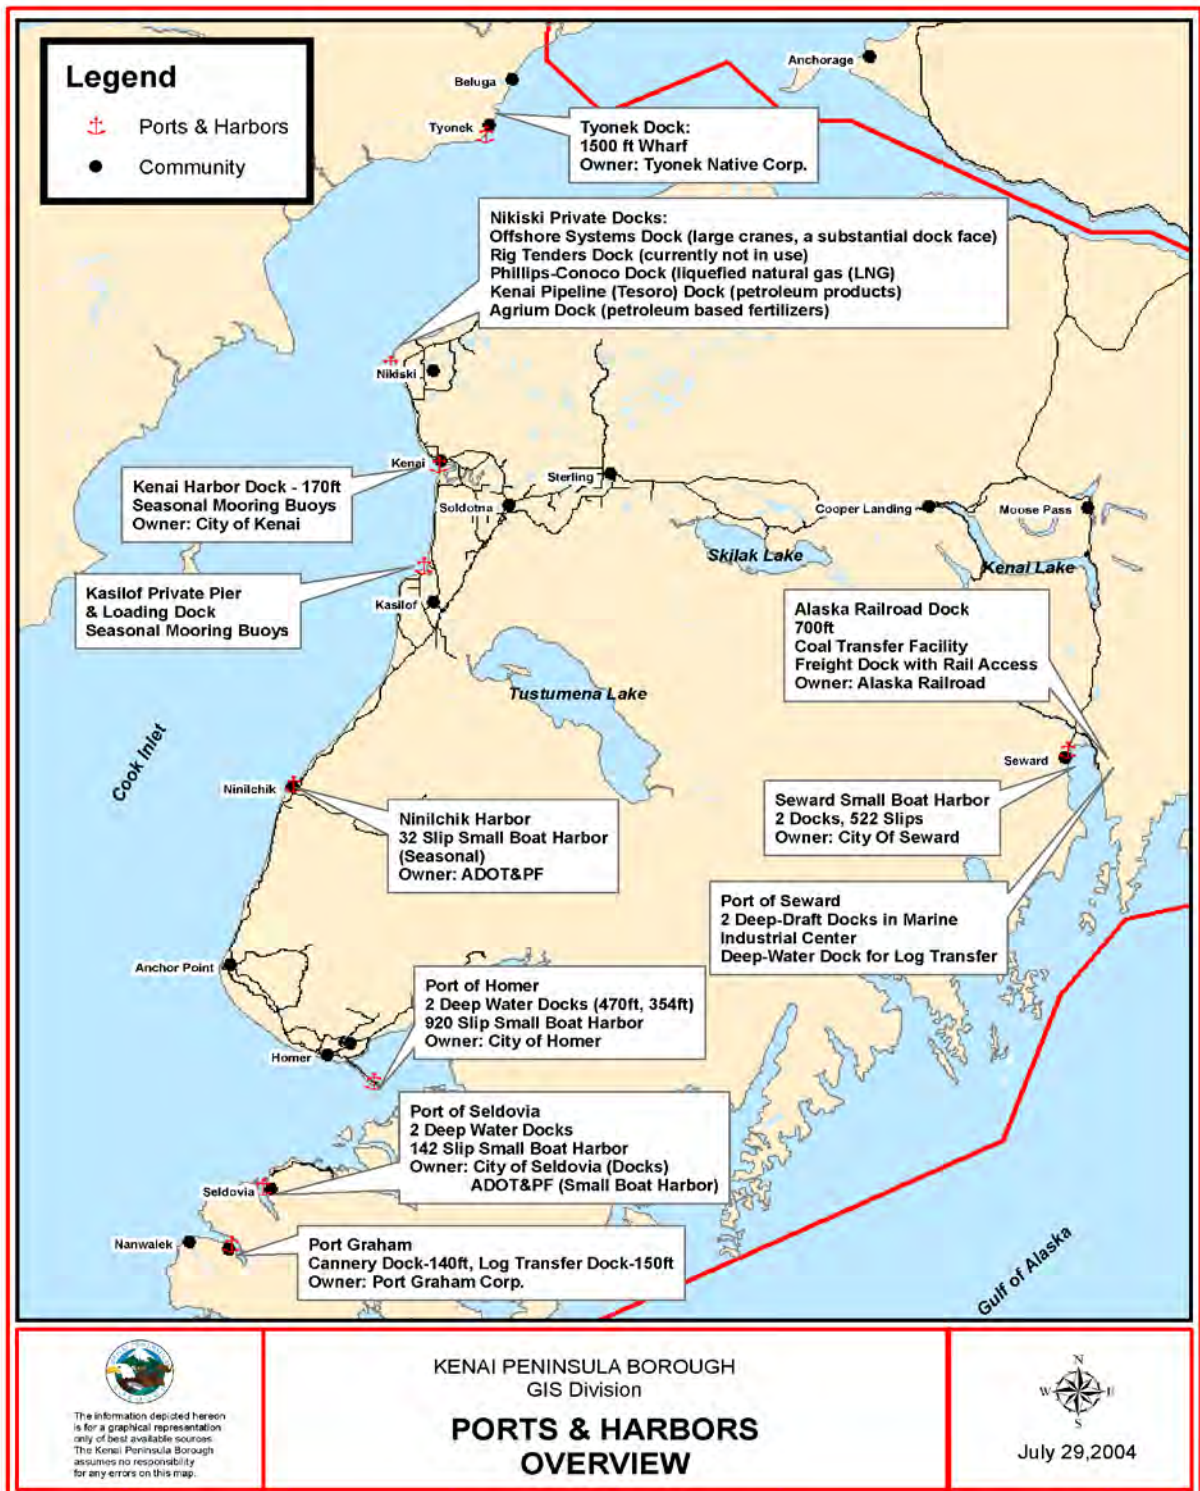 Legend
Ports & Harbors
Community
Beluga
Tyonek
Anchorage
Tyonek Dock:
1500 ft Wharf
Owner: Tyonek Native Corp.
Nikiski Private Docks:
Offshore Systems Dock (large cranes, a substantial dock face)
Rig Tenders Dock (currently not in use)
Phillips-Conoco Dock (liquefied natural gas (LNG)
Kenai Pipeline (Tesoro) Dock (petroleum products)
Agrium Dock (petroleum based fertilizers)
Nikiski
Kenai
Kenai Harbor Dock - 170ft
Seasonal Mooring Buoys
Owner: City of Kenai
Sterling
Soldotna
Cooper Landing
Moose Pass
Skilak Lake
Kenai Lake
Kasilof Private Pier
& Loading Dock
Seasonal Mooring Buoys
Kasilof
Alaska Railroad Dock
700ft
Coal Transfer Facility
Freight Dock with Rail Access
Owner: Alaska Railroad
Tustumena Lake
Cook Inlet
Seward
Ninilchik
Ninilchik Harbor
32 Slip Small Boat Harbor
(Seasonal)
Owner: ADOT&PF
Seward Small Boat Harbor
2 Docks, 522 Slips
Owner: City Of Seward
Port of Seward
2 Deep-Draft Docks in Marine
Industrial Center
Deep-Water Dock for Log Transfer
Anchor Point
Port of Homer
2 Deep Water Docks (470ft, 354ft)
920 Slip Small Boat Harbor
Owner: City of Homer
Homer
Port of Seldovia
2 Deep Water Docks
142 Slip Small Boat Harbor
Owner: City of Seldovia (Docks)
ADOT&PF (Small Boat Harbor)
Seldovia
Nanwalek
Port Graham
Cannery Dock-140ft, Log Transfer Dock-150ft
Owner: Port Graham Corp.
Gulf of Alaska
The information depicted hereon
is for a graphical representation
only of best available sources.
The Kenai Peninsula Borough
assumes no responsibility
for any errors on this map.
KENAI PENINSULA BOROUGH
GIS Division
PORTS & HARBORS
OVERVIEW
N
W E
S
July 29,2004